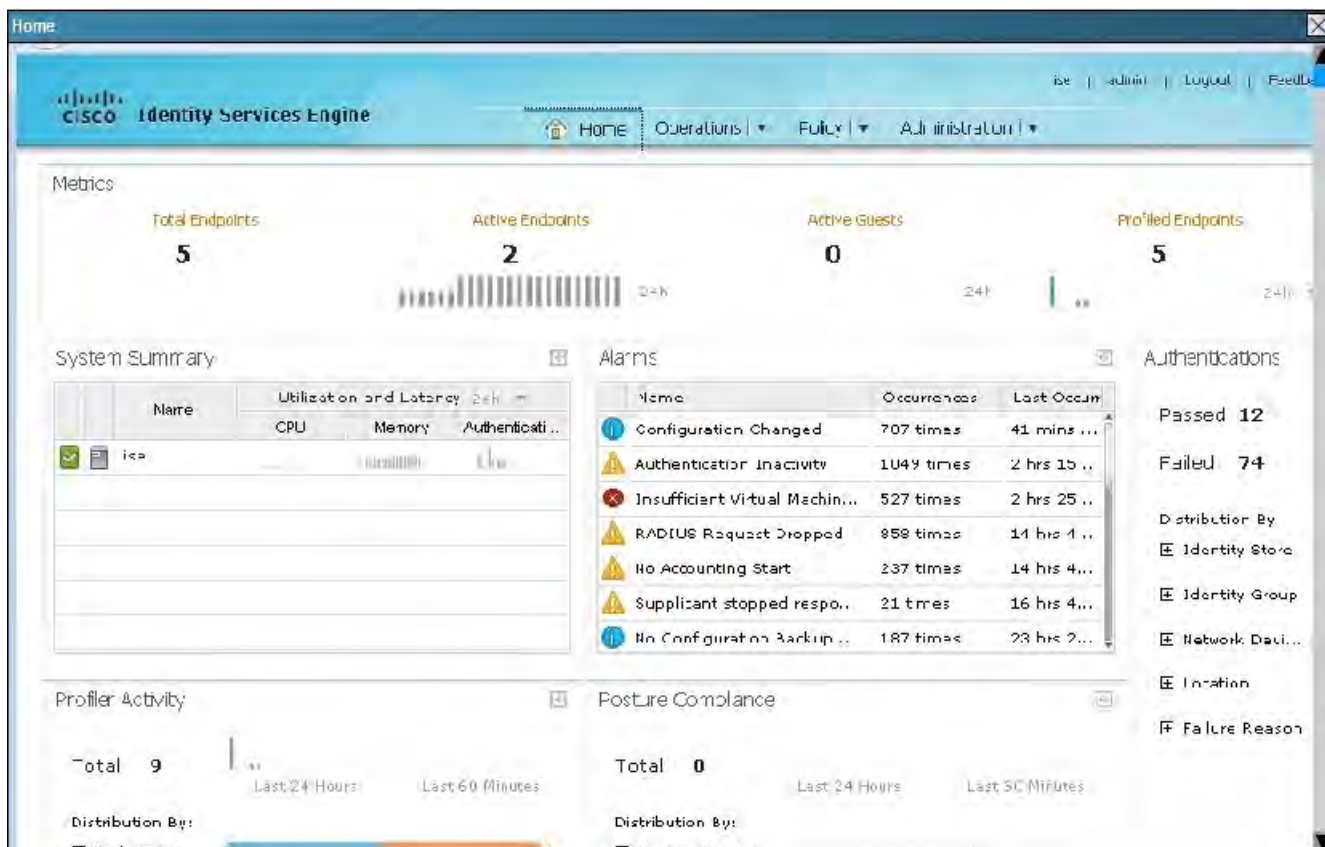 Home
ise | admin | Logout | Feedb
CISCO Identity Services Engine
Home Operations | Policy | Administration |
Metrics
Total Endpoints
5
Active Endpoints
2
24h
Active Guests
0
24h
Profiled Endpoints
5
24h
System Summary
Name
Utilization and Latency 24h
CPU Memory Authenticati...
ise
Alarms
Name Occurrences Last Occurr
Configuration Changed 707 times 41 mins ...
Authentication Inactivity 1049 times 2 hrs 15 ...
Insufficient Virtual Machin... 527 times 2 hrs 25 ...
RADIUS Request Dropped 14 hrs 4...
No Accounting Start 237 times 14 hrs 4...
Supplicant stopped respo... 21 times 16 hrs 4...
No Configuration Backup ... 187 times 23 hrs 2...
Authentications
Passed 12
Failed 74
Distribution By
Identity Store
Identity Group
Network Devi...
Location
Failure Reason
Profiler Activity
Total 9
Last 24 Hours Last 60 Minutes
Distribution By:
Posture Compliance
Total 0
Last 24 Hours Last 60 Minutes
Distribution By: